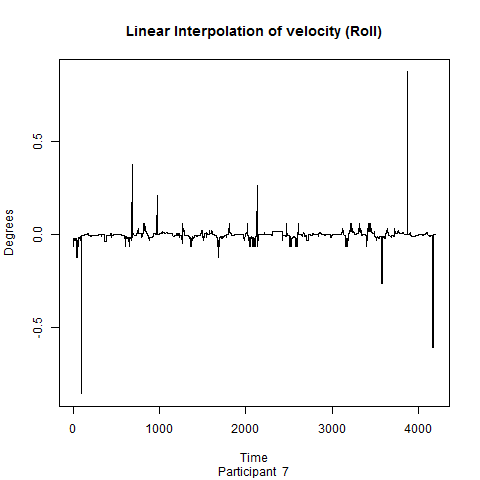 Linear Interpolation of velocity (Roll)
Degrees
0.5
0.0
-0.5
0 1000 2000 3000 4000
Time
Participant 7